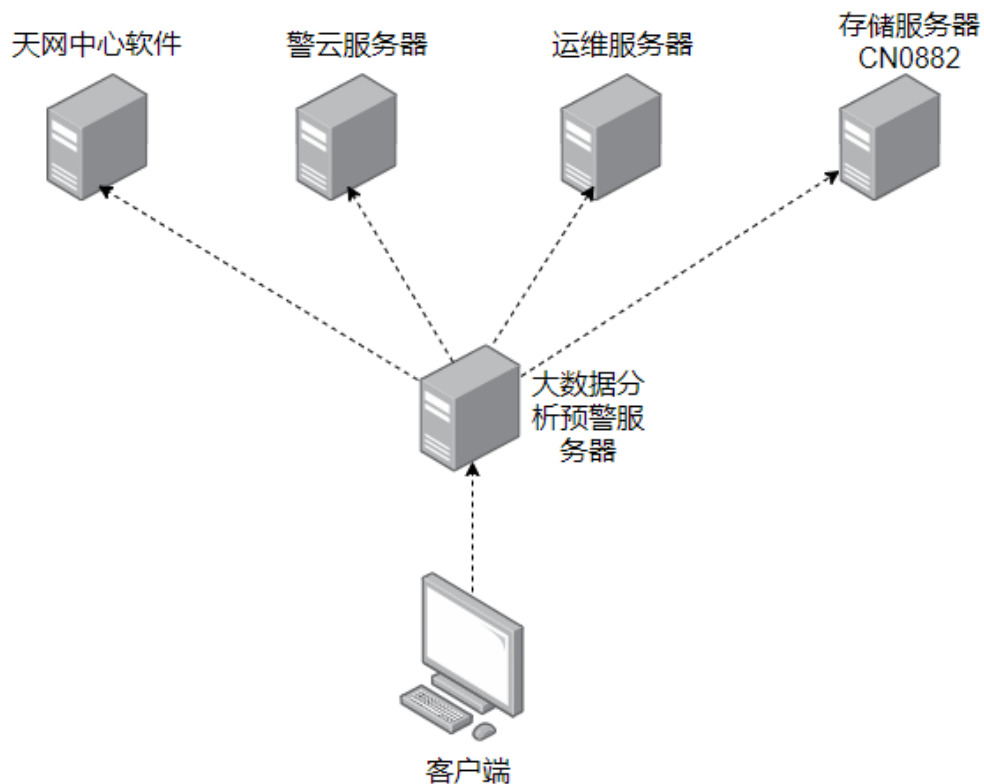 天网中心软件
警云服务器
运维服务器
存储服务器
CN0882
大数据分
析预警服
务器
客户端